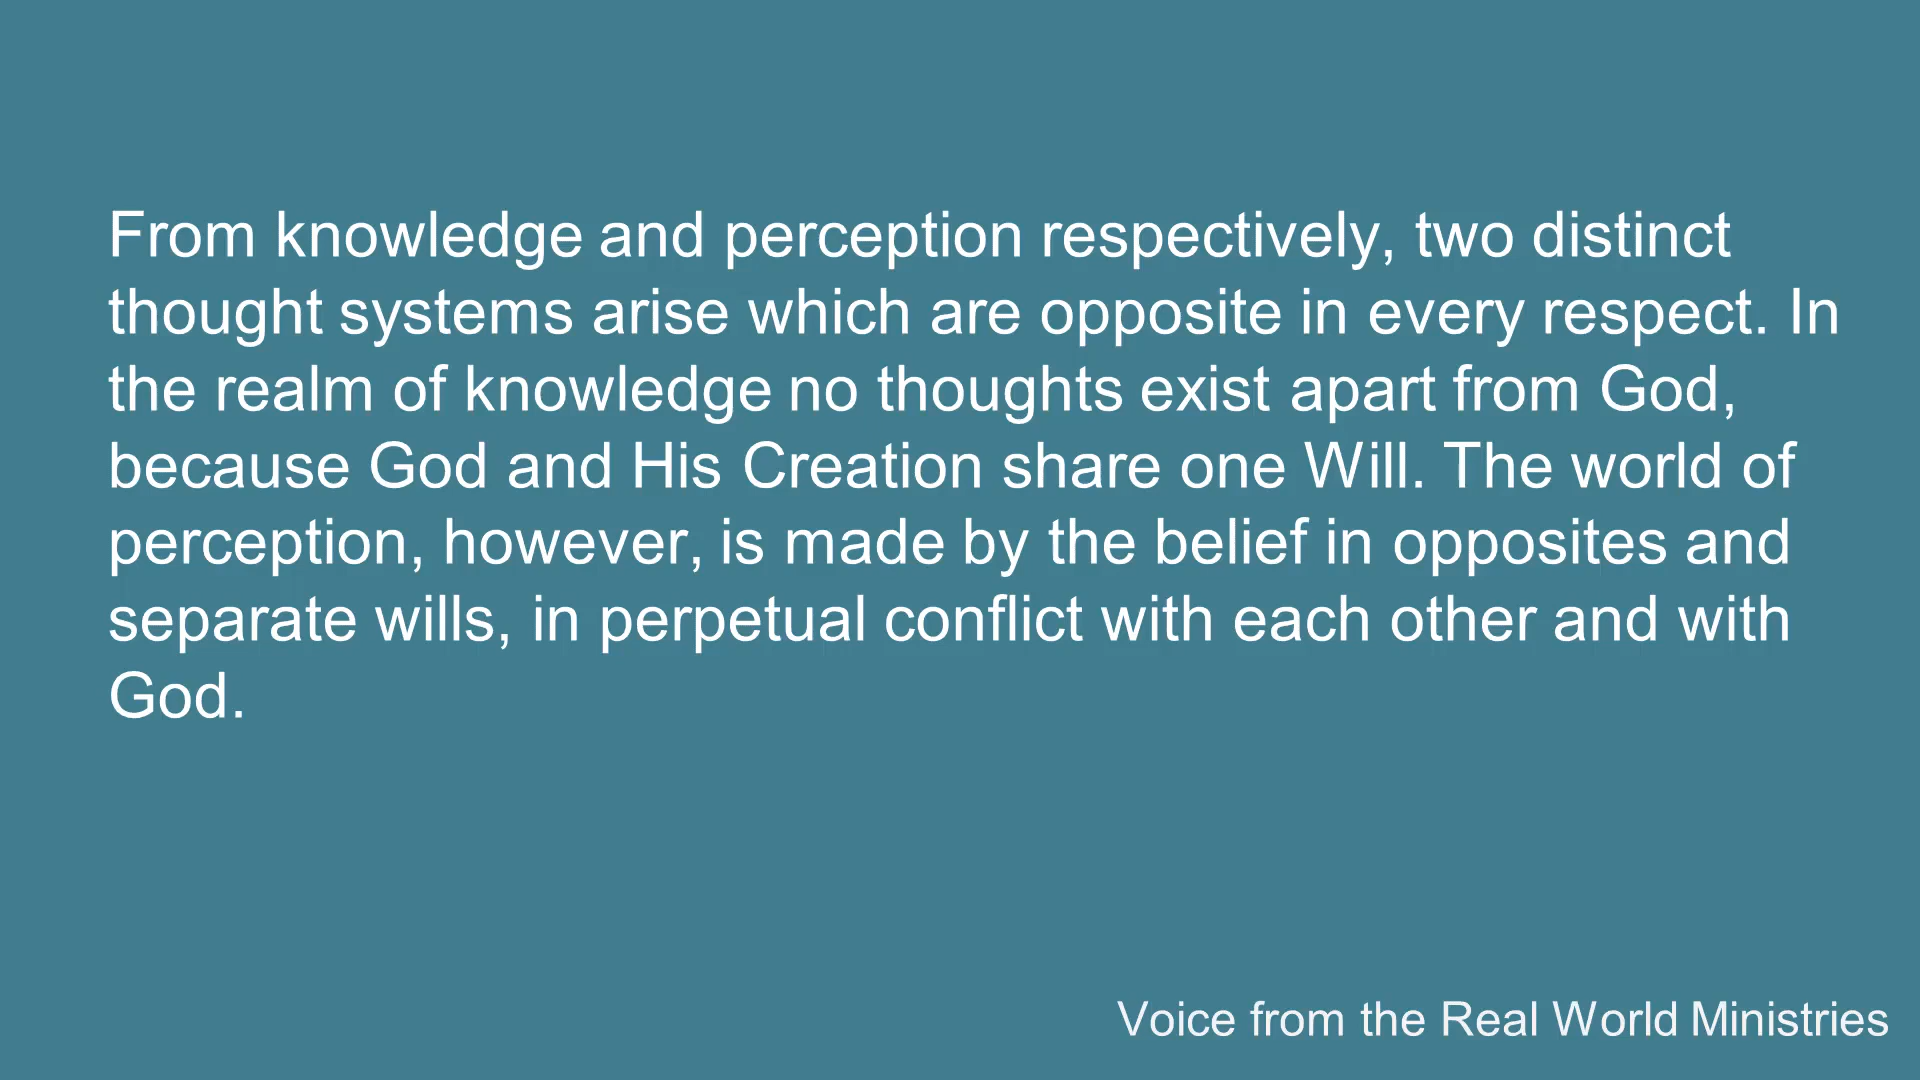 From knowledge and perception respectively, two distinct
thought systems arise which are opposite in every respect. In
the realm of knowledge no thoughts exist apart from God,
because God and His Creation share one Will. The world of
perception, however, is made by the belief in opposites and
separate wills, in perpetual conflict with each other and with
God.
Voice from the Real World Ministries